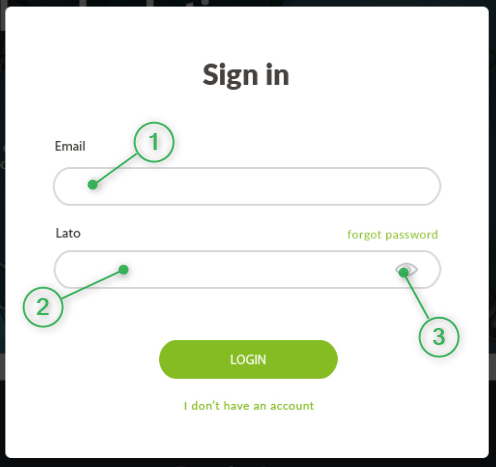 Sign in
Email
1
Lato
forgot password
2
3
LOGIN
I don't have an account